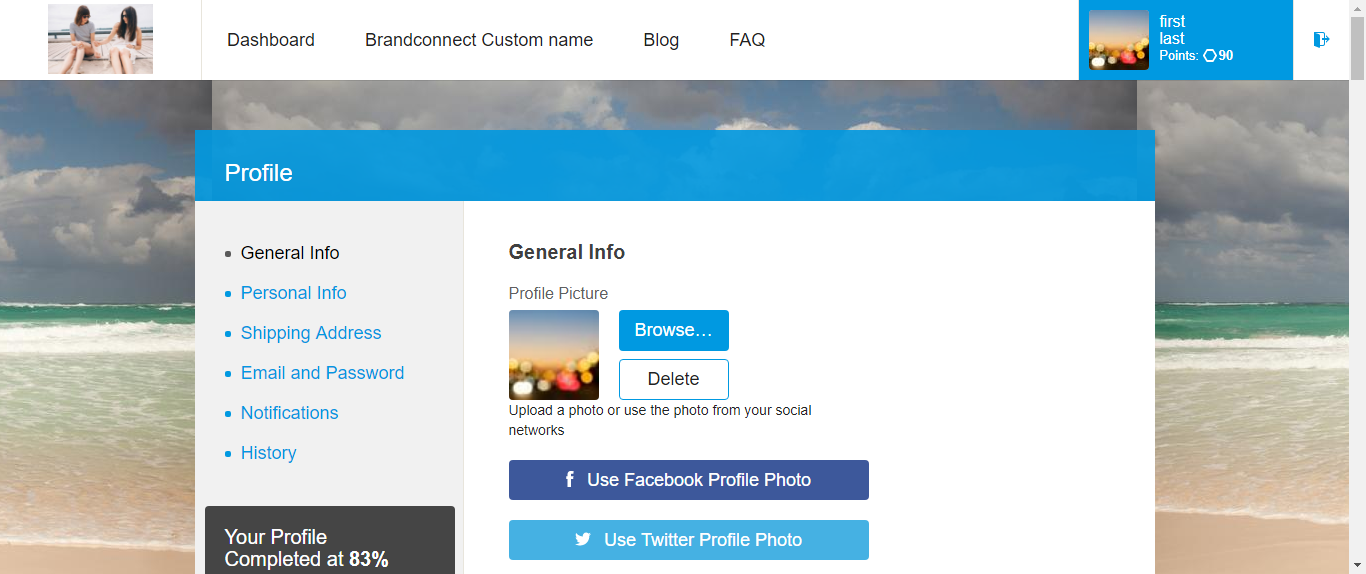 Dashboard
Brandconnect Custom name
Blog
FAQ
first
last
Points: 90
Profile
General Info
Personal Info
Shipping Address
Email and Password
Notifications
History
Your Profile
Completed at 83%
General Info
Profile Picture
Browse...
Delete
Upload a photo or use the photo from your social
networks
Use Facebook Profile Photo
Use Twitter Profile Photo